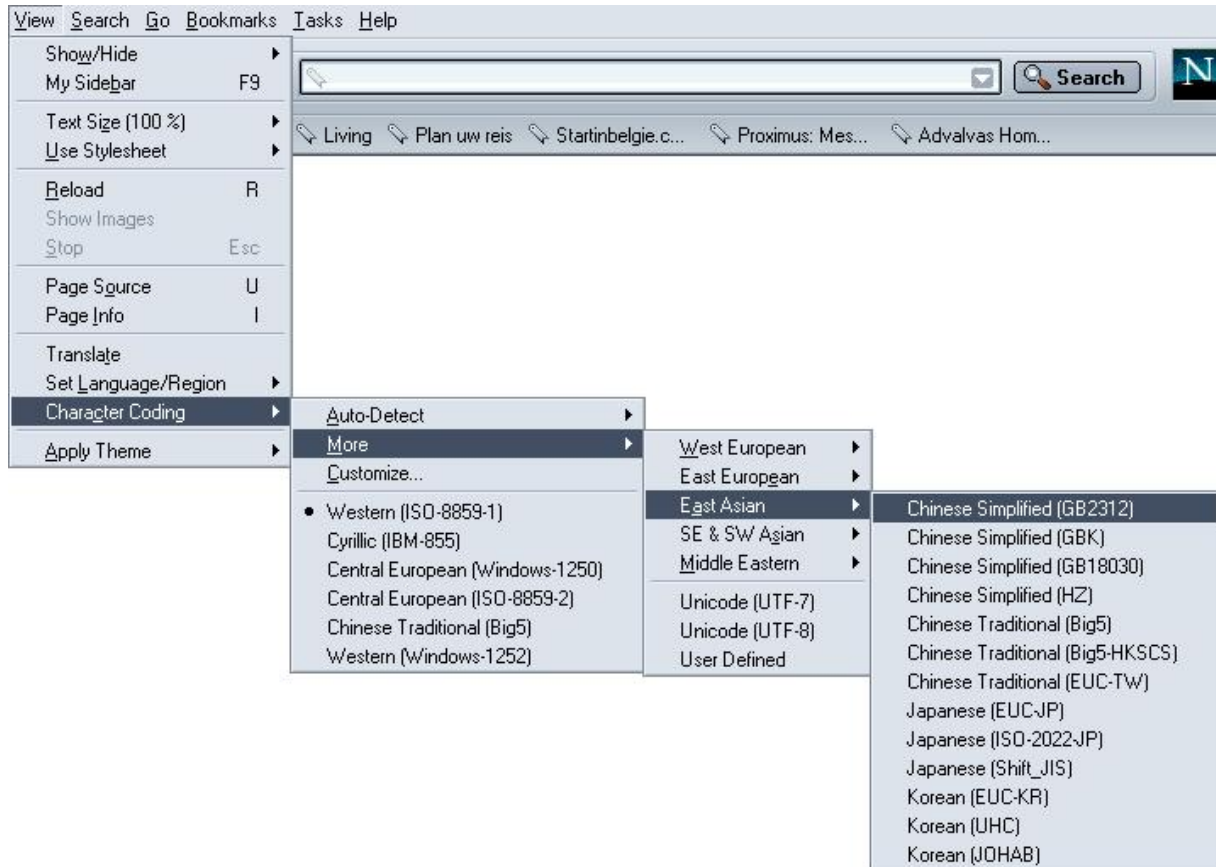 View Search Go Bookmarks Tasks Help
Show/Hide
My Sidebar F9
Search
N
Text Size (100 %)
Use Stylesheet
Living Plan uw reis Startinbelgie.c... Proximus: Mes... Advalvas Hom...
Reload R
Show Images
Stop Esc
Page Source U
Page Info I
Translate
Set Language/Region
Character Coding
Apply Theme
Auto-Detect
More
Customize...
Western (ISO-8859-1)
Cyrillic (IBM-855)
Central European (Windows-1250)
Central European (ISO-8859-2)
Chinese Traditional (Big5)
Western (Windows-1252)
West European
East European
East Asian
SE & SW Asian
Middle Eastern
Unicode (UTF-7)
Unicode (UTF-8)
User Defined
Chinese Simplified (GB2312)
Chinese Simplified (GBK)
Chinese Simplified (GB18030)
Chinese Simplified (HZ)
Chinese Traditional (Big5)
Chinese Traditional (Big5-HKSCS)
Chinese Traditional (EUC-TW)
Japanese (EUC-JP)
Japanese (ISO-2022-JP)
Japanese (Shift_JIS)
Korean (EUC-KR)
Korean (UHC)
Korean (JOHAB)